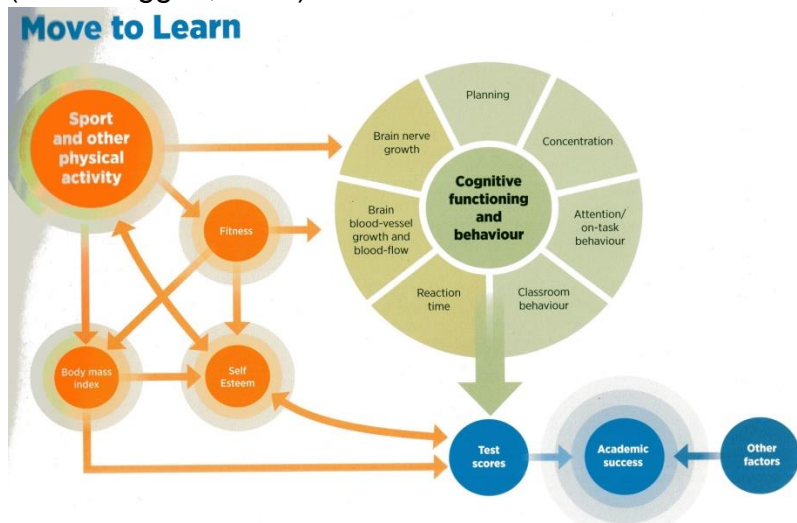 Move to Learn
Sport
and other
physical
activity
Fitness
Body mass
index
Self
Esteem
Brain nerve
growth
Planning
Concentration
Brain
blood-vessel
growth and
blood-flow
Cognitive
functioning
and
behaviour
Attention/
on-task
behaviour
Reaction
time
Classroom
behaviour
Test
scores
Academic
success
Other
factors